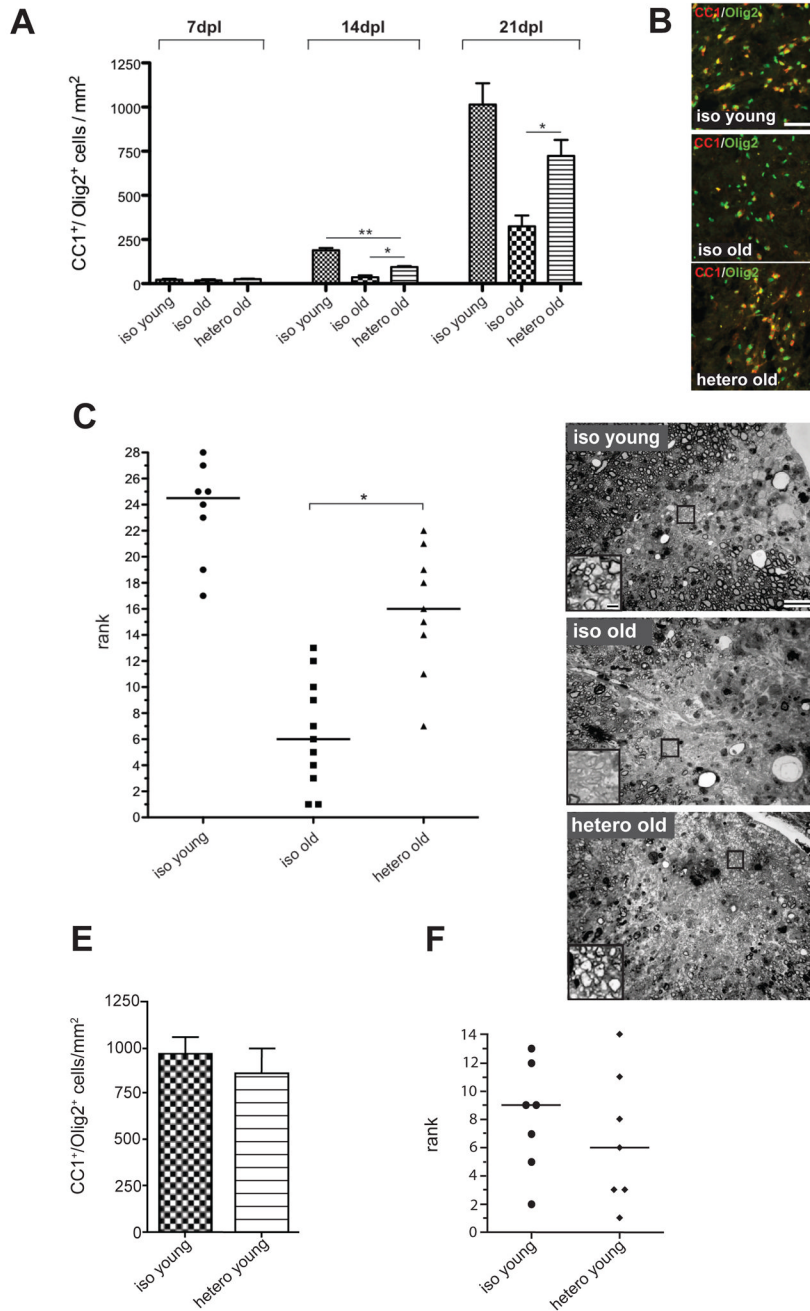 A
7dpl 14dpl 21dpl
CC1⁺/ Olig2⁺ cells / mm²
1250
1000
750
500
250
0
**
*
*
iso young
iso old
hetero old
iso young
iso old
hetero old
iso young
iso old
hetero old
B
CC1/Olig2
iso young
CC1/Olig2
iso old
CC1/Olig2
hetero old
C
rank
28
26
24
22
20
18
16
14
12
10
8
6
4
2
0
*
iso young
iso old
hetero old
iso young
iso old
hetero old
E
CC1⁺/Olig2⁺ cells/mm²
1250
1000
750
500
250
0
iso young
hetero young
F
rank
14
12
10
8
6
4
2
0
iso young
hetero young